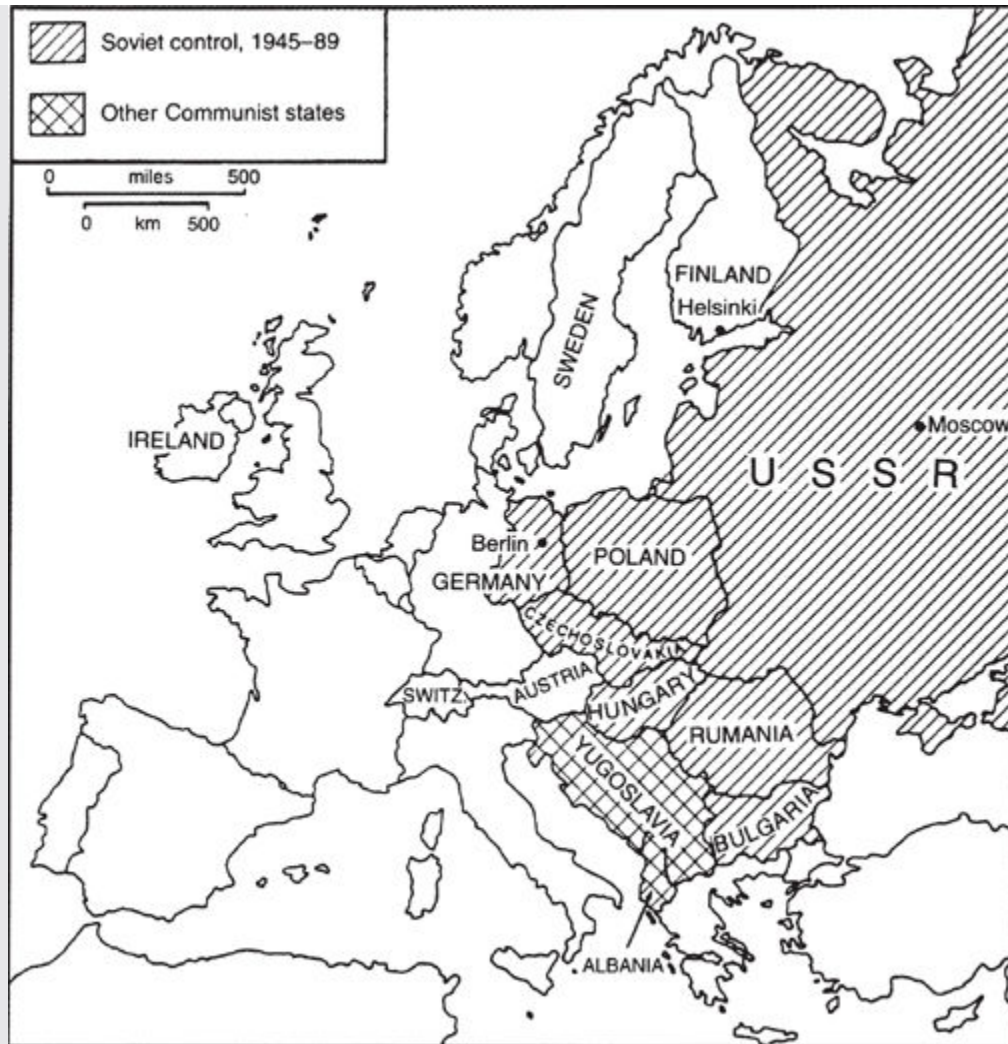 Soviet control, 1945–89
Other Communist states
0 miles 500
0 km 500
FINLAND
Helsinki
SWEDEN
IRELAND
Moscow
USSR
Berlin
POLAND
GERMANY
CZECHOSLOVAKIA
SWITZ.
AUSTRIA
HUNGARY
RUMANIA
YUGOSLAVIA
BULGARIA
ALBANIA